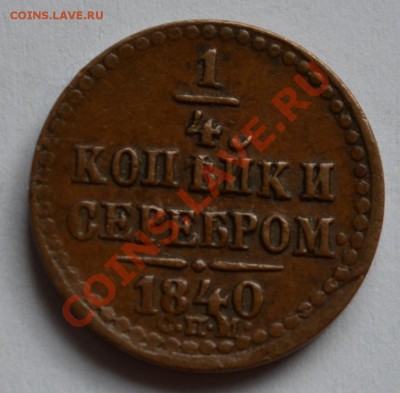 COINS.LAVE.RU
1
4
КОПѢЙКИ
СЕРЕБРОМ.
1840
С.П.М.
COINS.LAVE.RU